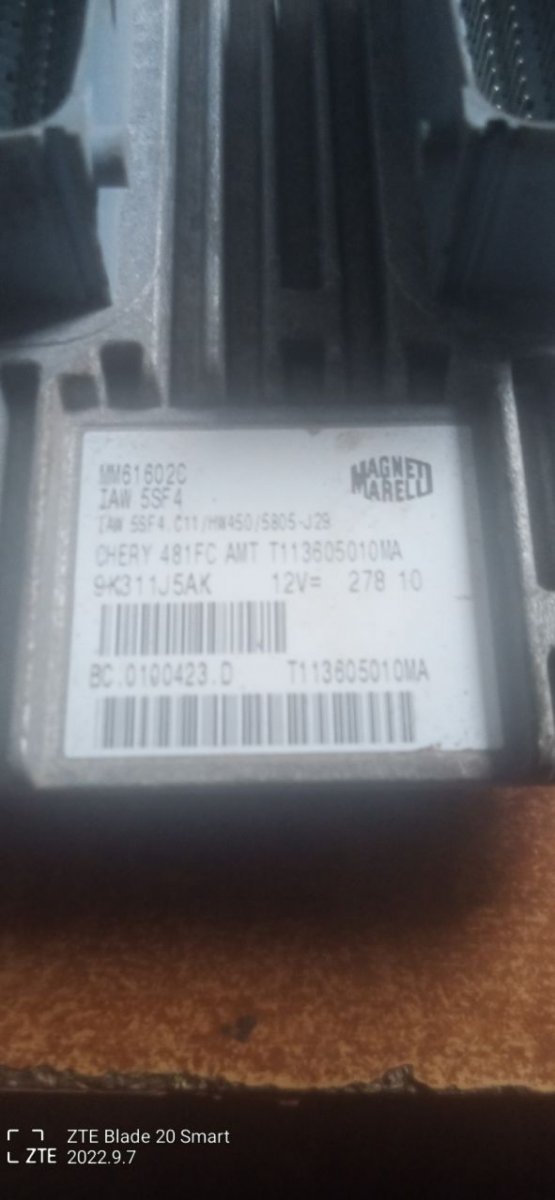 MM61602C
IAW 5SF4
MAGNETI MARELLI
IAW 5SF4.C11/HW450/5805-J29
CHERY 481FC AMT T113605010MA
9K311J5AK 12V= 278 10
BC.0100423.D T113605010MA
ZTE Blade 20 Smart
ZTE 2022.9.7